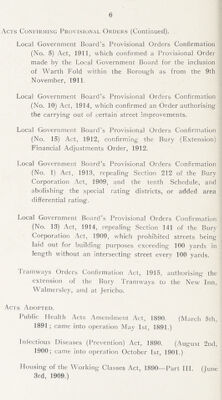 6
Acts Confirming Provisional Orders (Continued).
Local Government Board's Provisional Orders Confirmation
(No. 8) Act, 1911, which confirmed a Provisional Order
made by the Local Government Board for the inclusion
of Warth Fold within the Borough as from the 9th
November, 1911.
Local Government Board's Provisional Orders Confirmation
(No. 10) Act, 1914, which confirmed an Order authorising
the carrying out of certain street improvements.
Local Government Board's Provisional Orders Confirmation
(No. 15) Act, 1912, confirming the Bury (Extension)
Financial Adjustments Order, 1912.
Local Government Board's Provisional Orders Confirmation
(No. 1) Act, 1913, repealing Section 212 of the Bury
Corporation Act, 1909, and the tenth Schedule, and
abolishing the special rating districts, or added area
differential rating.
Local Government Board's Provisional Orders Confirmation
(No. 13) Act, 1914, repealing Section 141 of the Bury
Corporation Act, 1909, which prohibited streets being
laid out for building purposes exceeding 100 yards in
length without an intersecting street every 100 yards.
Tramways Orders Confirmation Act, 1915, authorising the
extension of the Bury Tramways to the New Inn,
Walmersley, and at Jericho.
Acts Adopted.
Public Health Acts Amendment Act, 1890. (March 5th,
1891; came into operation May 1st, 1891.)
Infectious Diseases (Prevention) Act, 1890. (August 2nd,
1900; came into operation October 1st, 1901.)
Housing of the Working Classes Act, 1890—Part III. (June
3rd, 1909.)